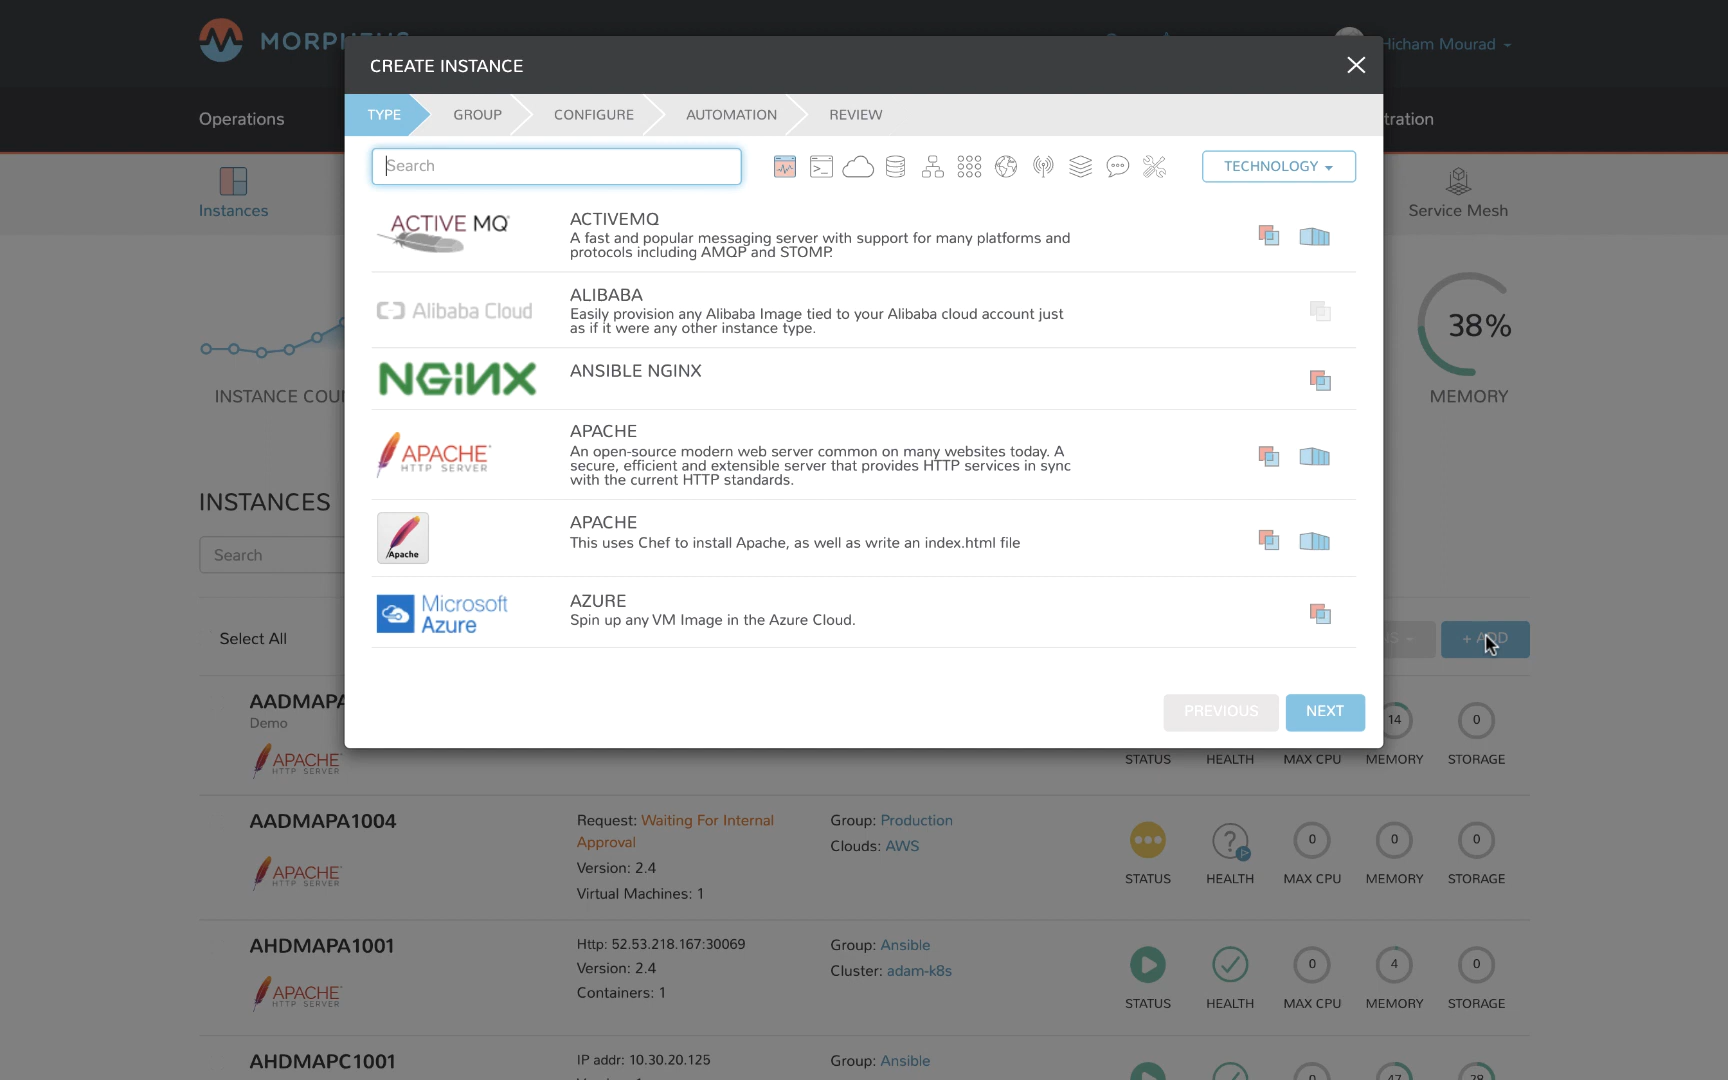 MORPHEUS
Hicham Mourad
CREATE INSTANCE
Operations
TYPE
GROUP
CONFIGURE
AUTOMATION
REVIEW
Search
TECHNOLOGY
Instances
Service Mesh
ACTIVE MQ
ACTIVEMQ
A fast and popular messaging server with support for many platforms and
protocols including AMQP and STOMP.
Alibaba Cloud
ALIBABA
Easily provision any Alibaba Image tied to your Alibaba cloud account just
as if it were any other instance type.
38%
MEMORY
NGINX
ANSIBLE NGINX
APACHE
HTTP SERVER
APACHE
An open-source modern web server common on many websites today. A
secure, efficient and extensible server that provides HTTP services in sync
with the current HTTP standards.
INSTANCES
Search
Apache
APACHE
This uses Chef to install Apache, as well as write an index.html file
Microsoft
Azure
AZURE
Spin up any VM Image in the Azure Cloud.
Select All
+ ADD
PREVIOUS
NEXT
Demo
14
0
APACHE
HTTP SERVER
STATUS
HEALTH
MAX CPU
MEMORY
STORAGE
AADMAPA1004
APACHE
HTTP SERVER
Request: Waiting For Internal
Approval
Version: 2.4
Virtual Machines: 1
Group: Production
Clouds: AWS
0
0
0
STATUS
HEALTH
MAX CPU
MEMORY
STORAGE
AHDMAPA1001
APACHE
HTTP SERVER
Http: 52.53.218.167:30069
Version: 2.4
Containers: 1
Group: Ansible
Cluster: adam-k8s
0
4
0
STATUS
HEALTH
MAX CPU
MEMORY
STORAGE
AHDMAPC1001
IP addr: 10.30.20.125
Group: Ansible